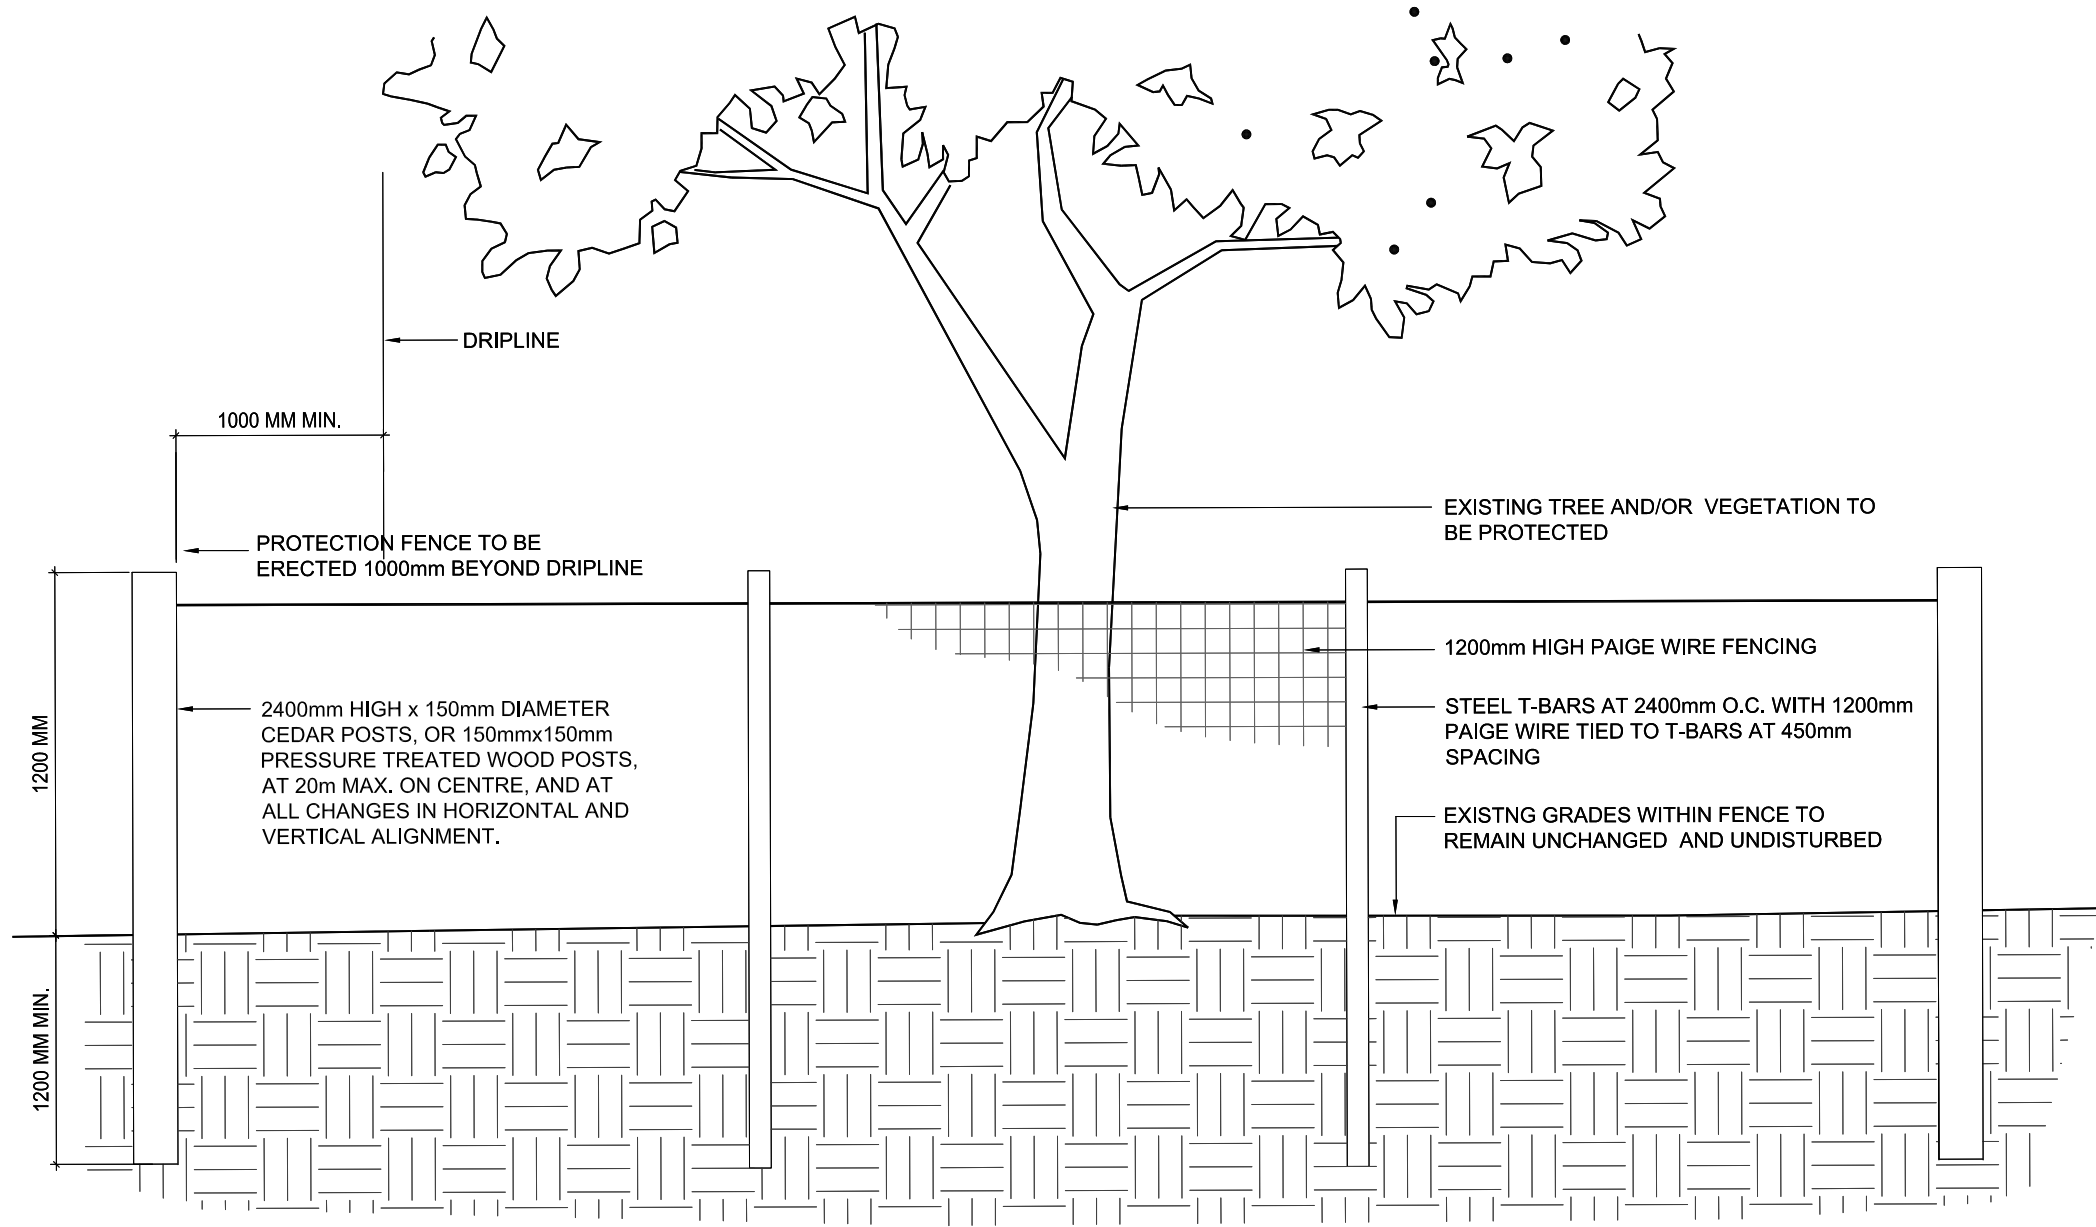 DRIPLINE
1000 MM MIN.
PROTECTION FENCE TO BE
ERECTED 1000mm BEYOND DRIPLINE
EXISTING TREE AND/OR VEGETATION TO
BE PROTECTED
1200mm HIGH PAIGE WIRE FENCING
2400mm HIGH x 150mm DIAMETER
CEDAR POSTS, OR 150mmx150mm
PRESSURE TREATED WOOD POSTS,
AT 20m MAX. ON CENTRE, AND AT
ALL CHANGES IN HORIZONTAL AND
VERTICAL ALIGNMENT.
STEEL T-BARS AT 2400mm O.C. WITH 1200mm
PAIGE WIRE TIED TO T-BARS AT 450mm
SPACING
EXISTNG GRADES WITHIN FENCE TO
REMAIN UNCHANGED AND UNDISTURBED
1200 MM
1200 MM MIN.